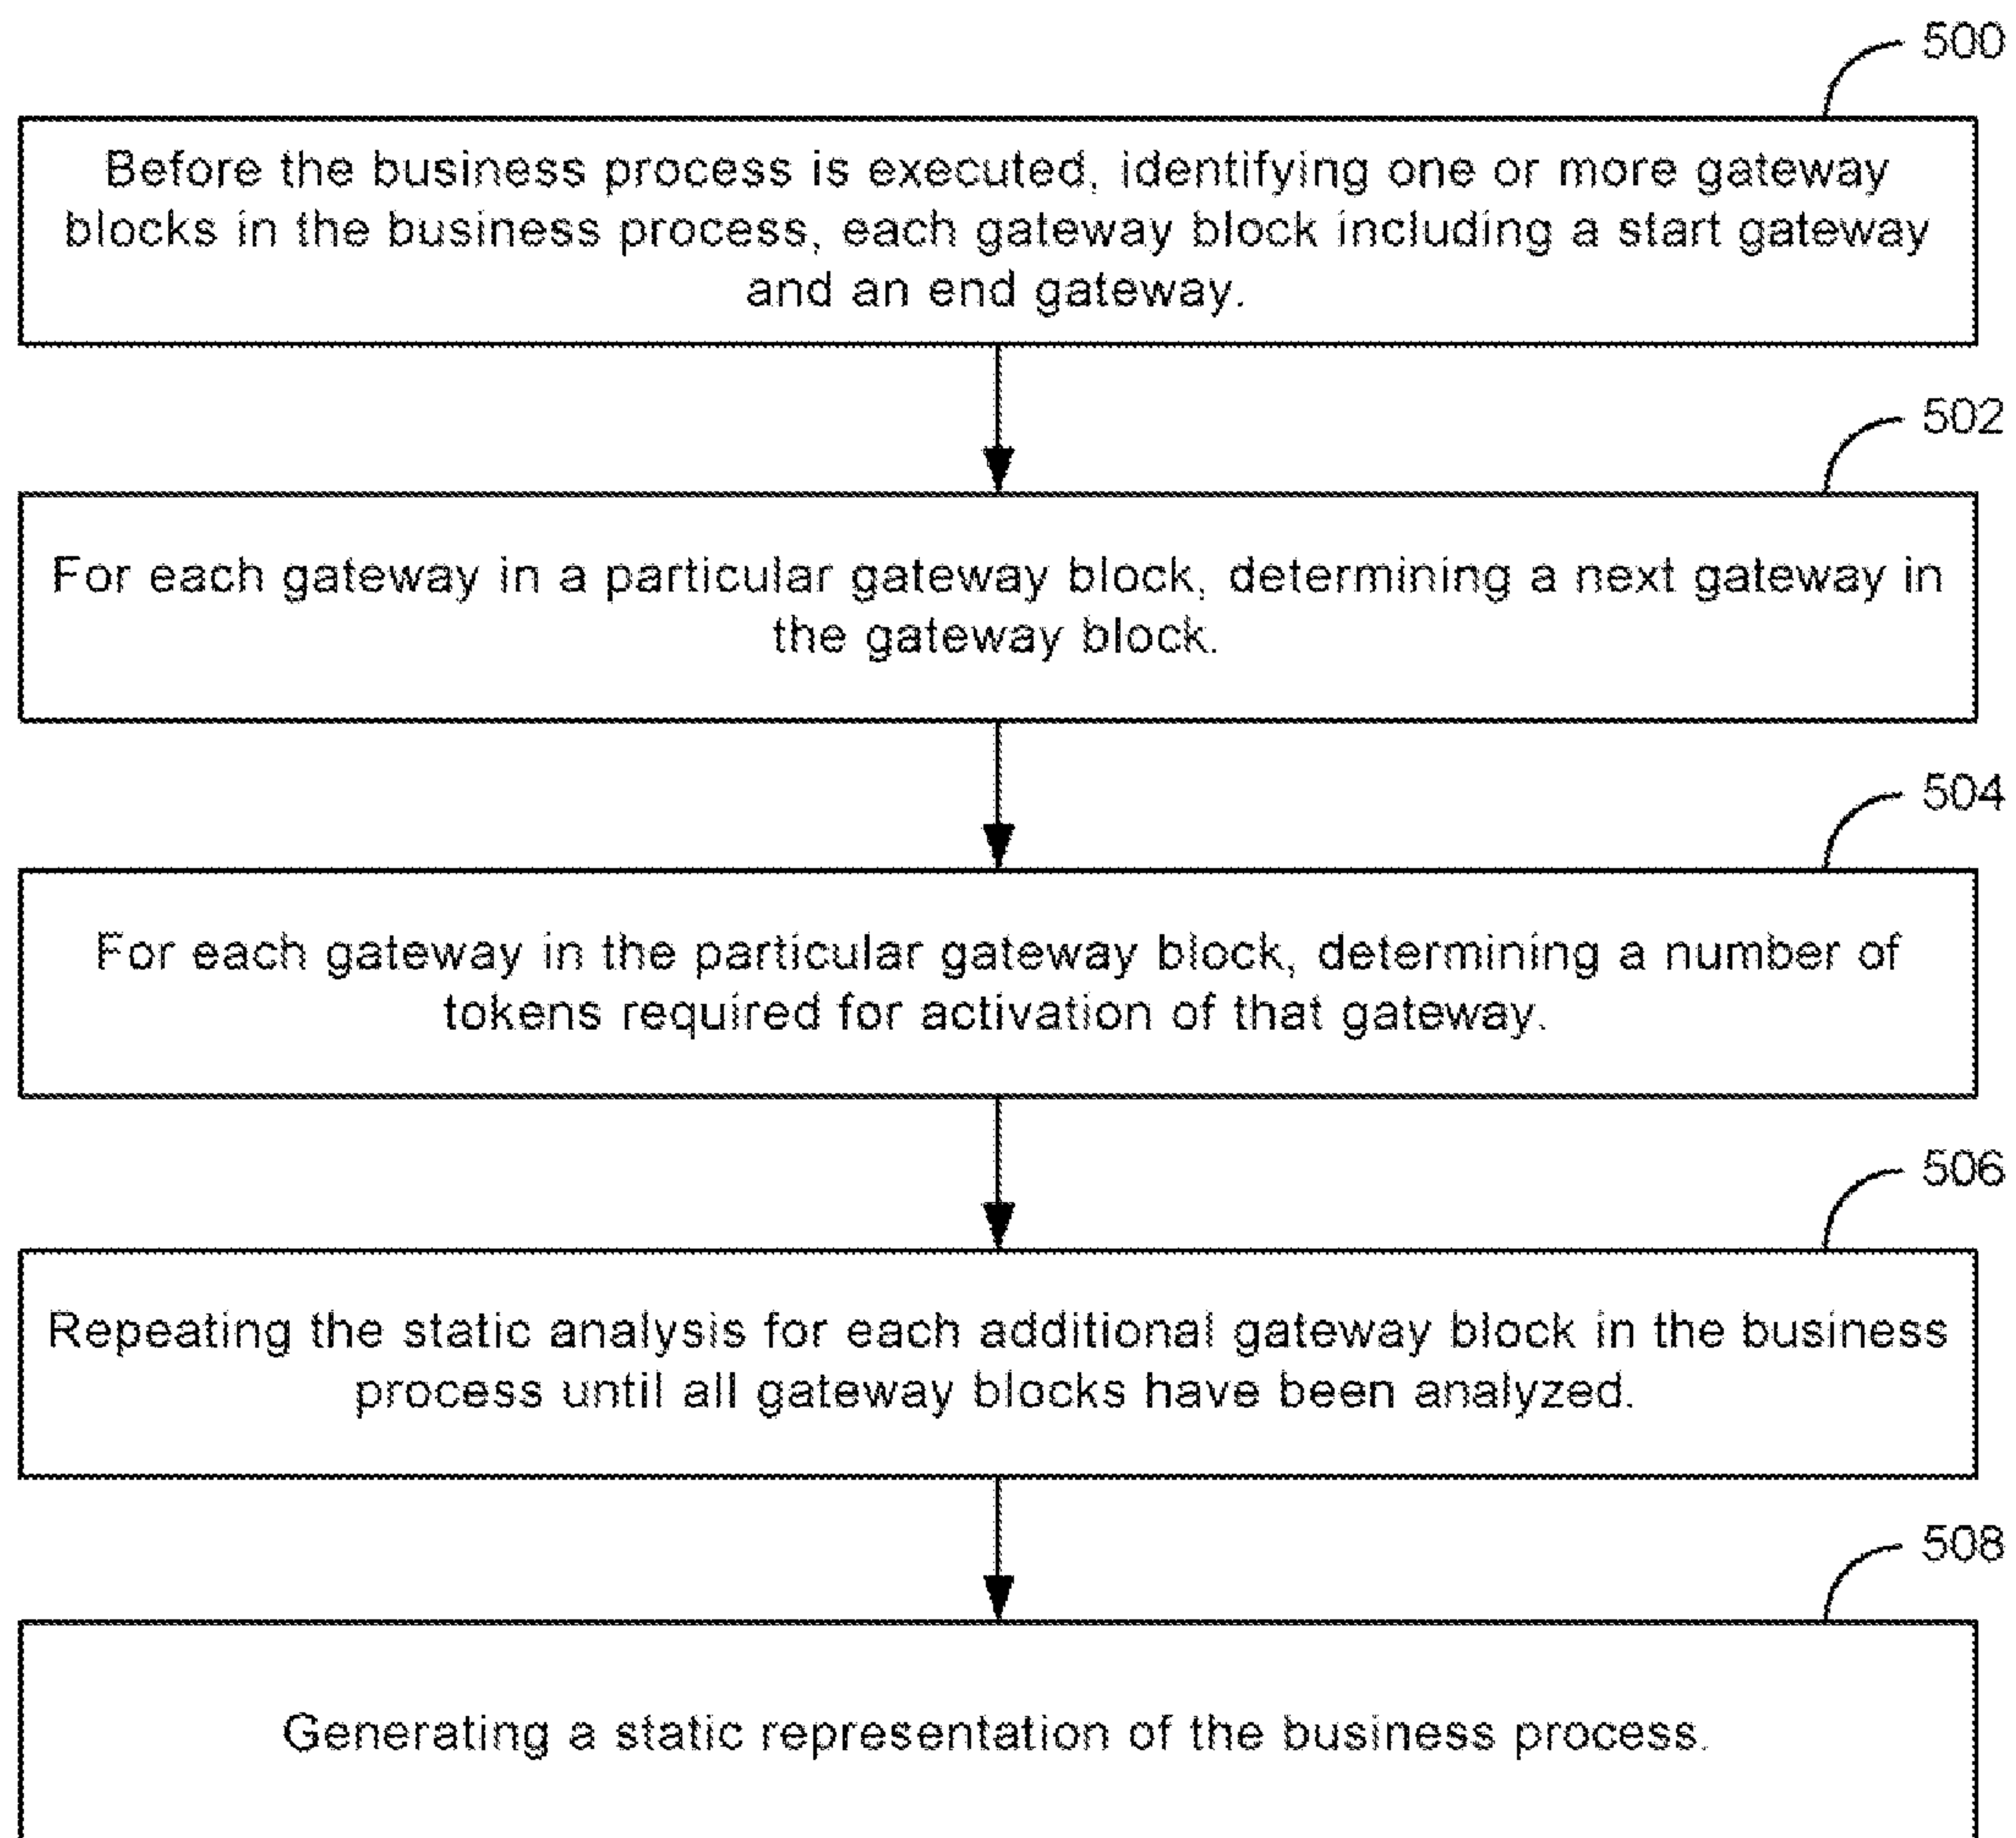 500
Before the business process is executed, identifying one or more gateway
blocks in the business process, each gateway block including a start gateway
and an end gateway.
502
For each gateway in a particular gateway block, determining a next gateway in
the gateway block.
504
For each gateway in the particular gateway block, determining a number of
tokens required for activation of that gateway.
506
Repeating the static analysis for each additional gateway block in the business
process until all gateway blocks have been analyzed.
508
Generating a static representation of the business process.